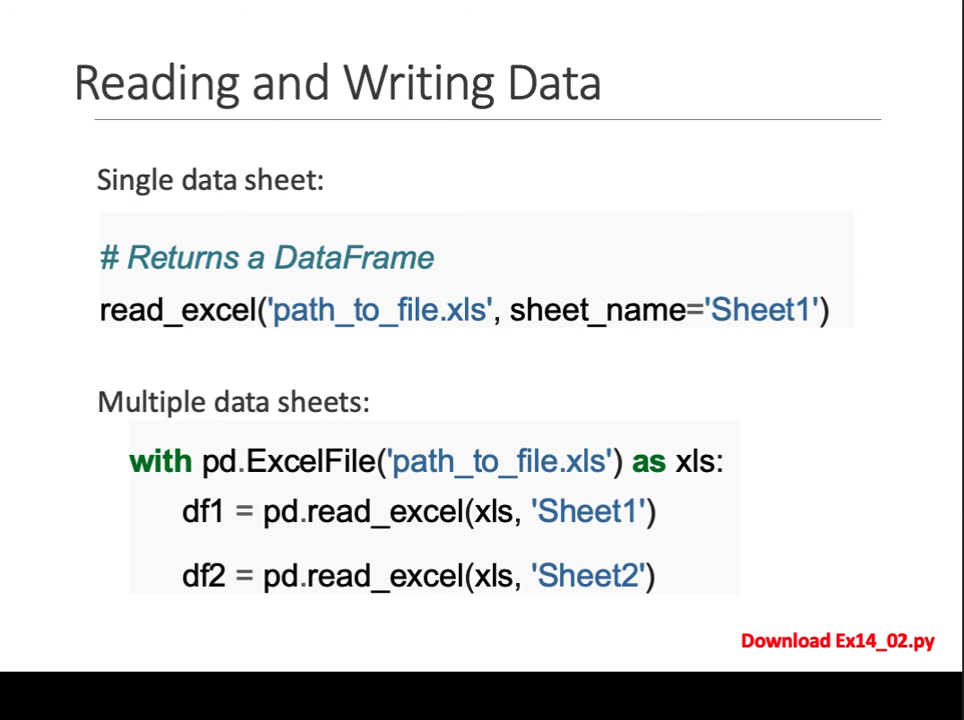 Reading and Writing Data
Single data sheet:
# Returns a DataFrame
read_excel('path_to_file.xls', sheet_name='Sheet1')
Multiple data sheets:
with pd.ExcelFile('path_to_file.xls') as xls:
df1 = pd.read_excel(xls, 'Sheet1')
df2 = pd.read_excel(xls, 'Sheet2')
Download Ex14_02.py